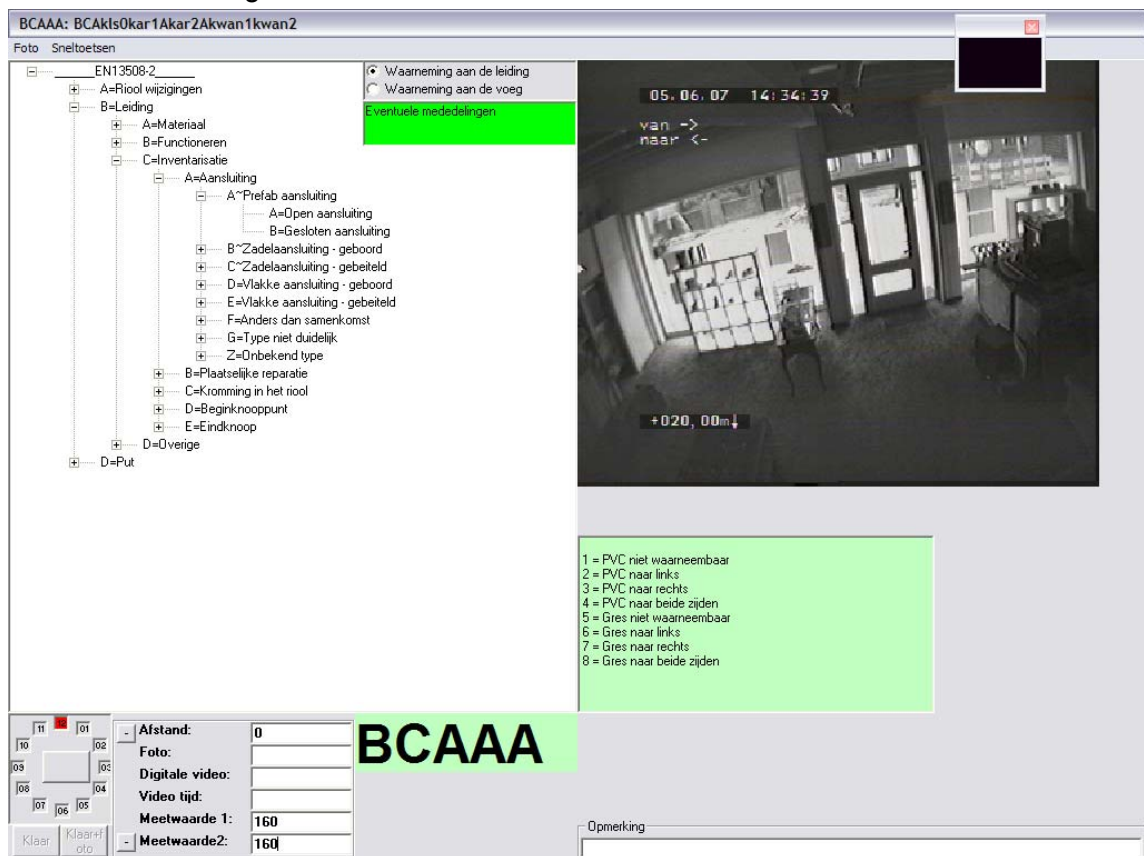 BCAAA: BCAkls0kar1Akar2Akwan1kwan2
Foto Sneltoetsen
_____EN13508-2_____
A=Riool wijzigingen
B=Leiding
A=Materiaal
B=Functioneren
C=Inventarisatie
A=Aansluiting
A~Prefab aansluiting
A=Open aansluiting
B=Gesloten aansluiting
B~Zadelaansluiting - geboord
C~Zadelaansluiting - gebeiteld
D=Vlakke aansluiting - geboord
E=Vlakke aansluiting - gebeiteld
F=Anders dan samenkomst
G=Type niet duidelijk
Z=Onbekend type
B=Plaatselijke reparatie
C=Kromming in het riool
D=Beginknooppunt
E=Eindknoop
D=Overige
D=Put
Waarneming aan de leiding
Waarneming aan de voeg
Eventuele mededelingen
05.06.07 14:34:39
van ->
naar <-
+020,00m↓
1 = PVC niet waarneembaar
2 = PVC naar links
3 = PVC naar rechts
4 = PVC naar beide zijden
5 = Gres niet waarneembaar
6 = Gres naar links
7 = Gres naar rechts
8 = Gres naar beide zijden
11 12 01
10 02
09 03
08 04
07 06 05
Klaar Klaar+f
oto
- Afstand: 0
Foto:
Digitale video:
Video tijd:
Meetwaarde 1: 160
- Meetwaarde2: 160
BCAAA
Opmerking